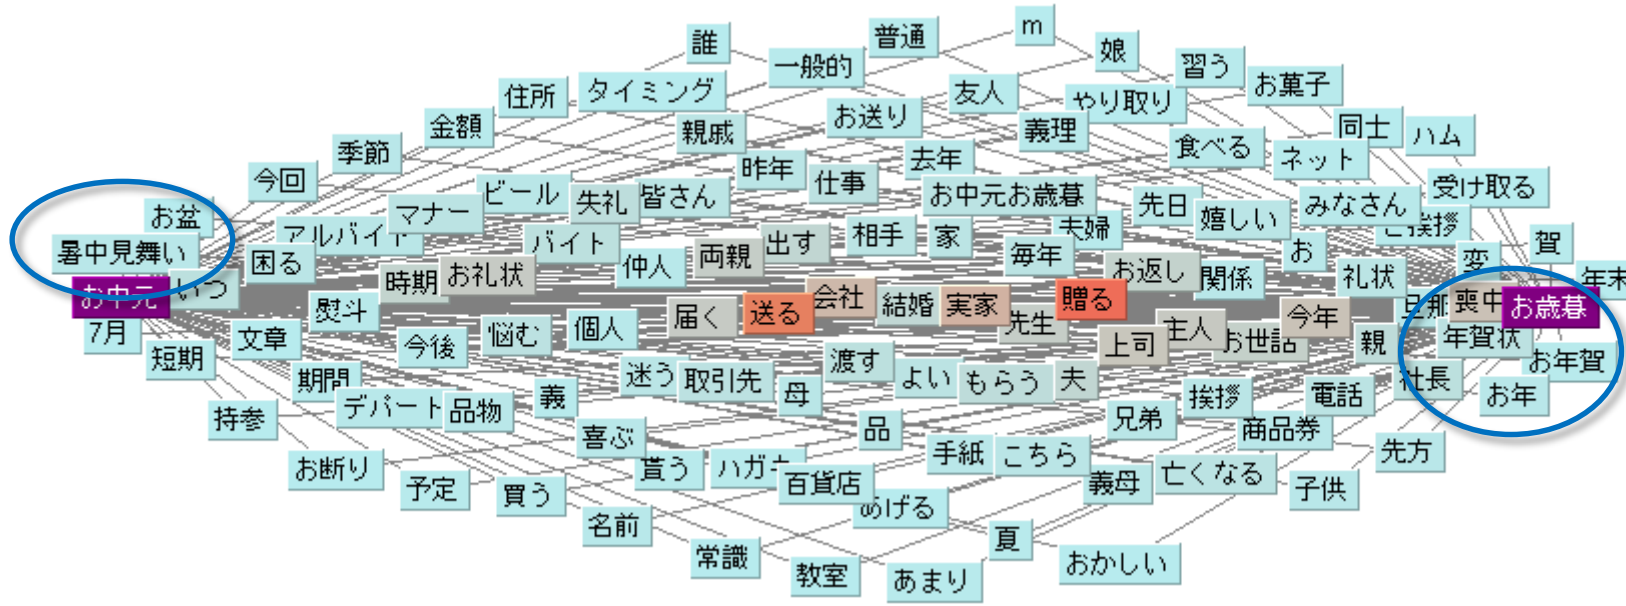 m
誰
普通
娘
一般的
習う
お菓子
住所
タイミング
友人
やり取り
金額
親戚
お送り
義理
同士
ハム
季節
昨年
去年
食べる
ネット
今回
ビール
失礼
皆さん
仕事
お中元お歳暮
受け取る
お盆
マナー
先日
嬉しい
みなさん
アルバイト
バイト
出す
相手
家
夫婦
ご挨拶
賀
暑中見舞い
困る
仲人
両親
毎年
お
変
お中元
いつ
時期
お礼状
お返し
関係
礼状
年末
熨斗
届く
送る
会社
結婚
実家
贈る
先生
今年
旦那
喪中
お歳暮
7月
文章
今後
悩む
個人
上司
主人
お世話
親
年賀状
短期
期間
迷う
取引先
渡す
よい
もらう
夫
社長
お年賀
持参
デパート
品物
義
母
兄弟
挨拶
電話
お年
喜ぶ
品
商品券
先方
お断り
貰う
ハガキ
手紙
こちら
亡くなる
予定
買う
百貨店
義母
子供
名前
あげる
常識
夏
おかしい
教室
あまり